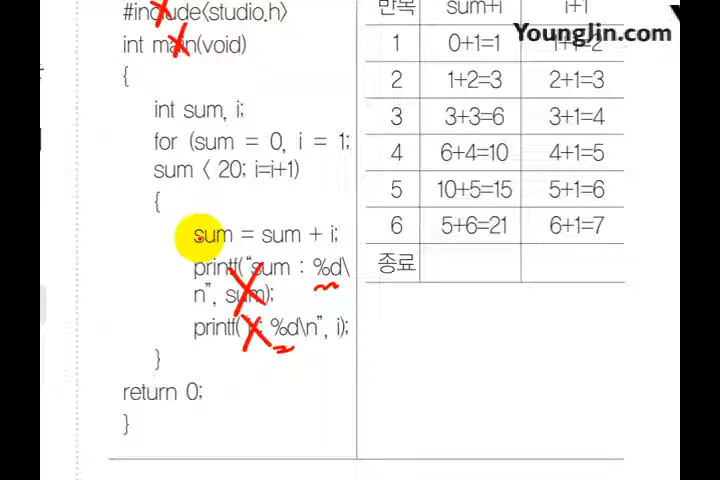 #include<studio.h>
int main(void)
{
int sum, i;
for (sum = 0, i = 1;
sum < 20; i=i+1)
{
sum = sum + i;
printf("sum : %d\
n", sum);
printf("i : %d\n", i);
}
return 0;
}
반복 sum+i i+1
1 0+1=1 1+1=2
2 1+2=3 2+1=3
3 3+3=6 3+1=4
4 6+4=10 4+1=5
5 10+5=15 5+1=6
6 5+6=21 6+1=7
종료
YoungJin.com